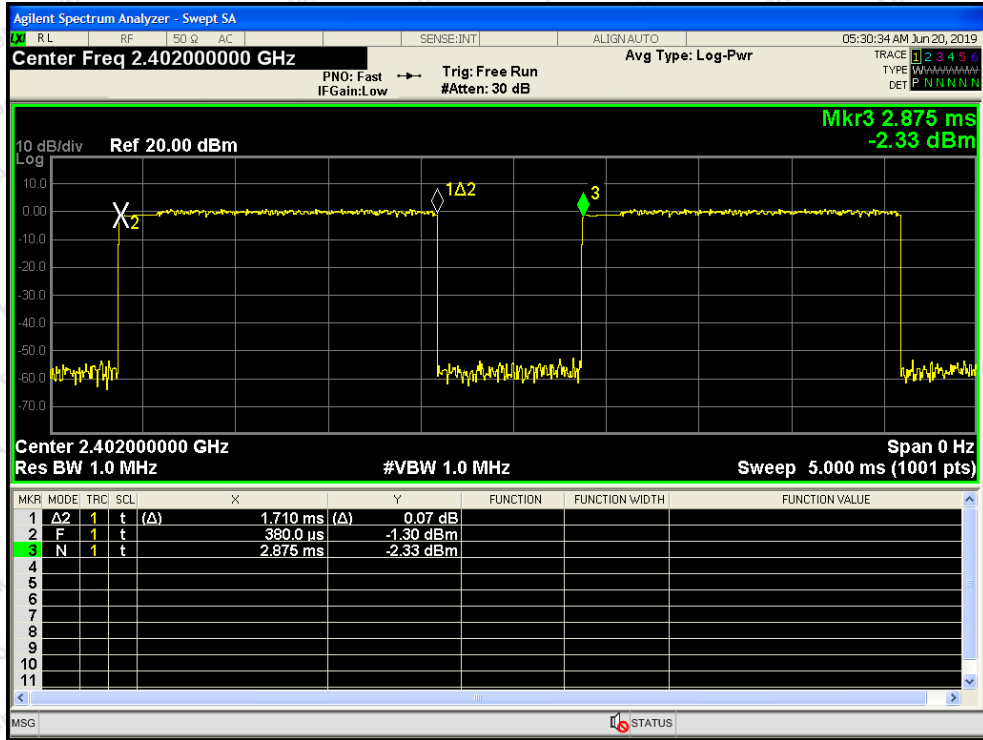 Agilent Spectrum Analyzer - Swept SA
LXI RL RF 50 Ω AC SENSE:INT ALIGN AUTO 05:30:34 AM Jun 20, 2019
Center Freq 2.402000000 GHz Avg Type: Log-Pwr TRACE 1 2 3 4 5 6
PNO: Fast Trig: Free Run TYPE WWWWWW
IFGain:Low #Atten: 30 dB DET P N N N N N
Mkr3 2.875 ms
10 dB/div Ref 20.00 dBm -2.33 dBm
Log
10.0
0.00
-10.0
-20.0
-30.0
-40.0
-50.0
-60.0
-70.0
X2
1Δ2
3
Center 2.402000000 GHz Span 0 Hz
Res BW 1.0 MHz #VBW 1.0 MHz Sweep 5.000 ms (1001 pts)
MKR MODE TRC SCL X Y FUNCTION FUNCTION WIDTH FUNCTION VALUE
1 Δ2 1 t (Δ) 1.710 ms (Δ) 0.07 dB
2 F 1 t 380.0 µs -1.30 dBm
3 N 1 t 2.875 ms -2.33 dBm
4
5
6
7
8
9
10
11
MSG STATUS